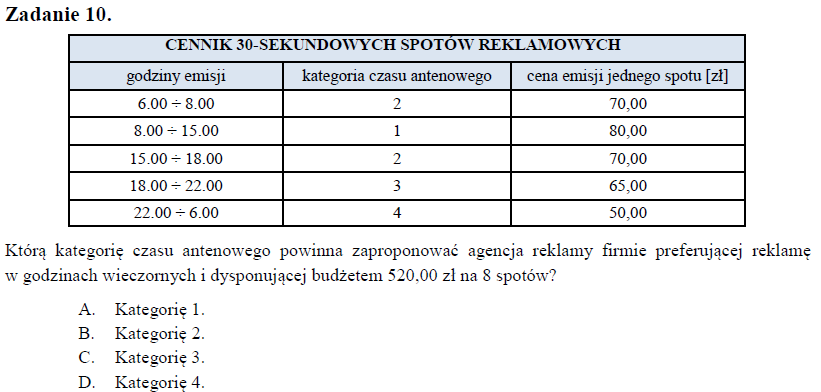 Zadanie 10.
CENNIK 30-SEKUNDOWYCH SPOTÓW REKLAMOWYCH
godziny emisji kategoria czasu antenowego cena emisji jednego spotu [zł]
6.00 ÷ 8.00 2 70,00
8.00 ÷ 15.00 1 80,00
15.00 ÷ 18.00 2 70,00
18.00 ÷ 22.00 3 65,00
22.00 ÷ 6.00 4 50,00
Którą kategorię czasu antenowego powinna zaproponować agencja reklamy firmie preferującej reklamę
w godzinach wieczornych i dysponującej budżetem 520,00 zł na 8 spotów?
A. Kategorię 1.
B. Kategorię 2.
C. Kategorię 3.
D. Kategorię 4.